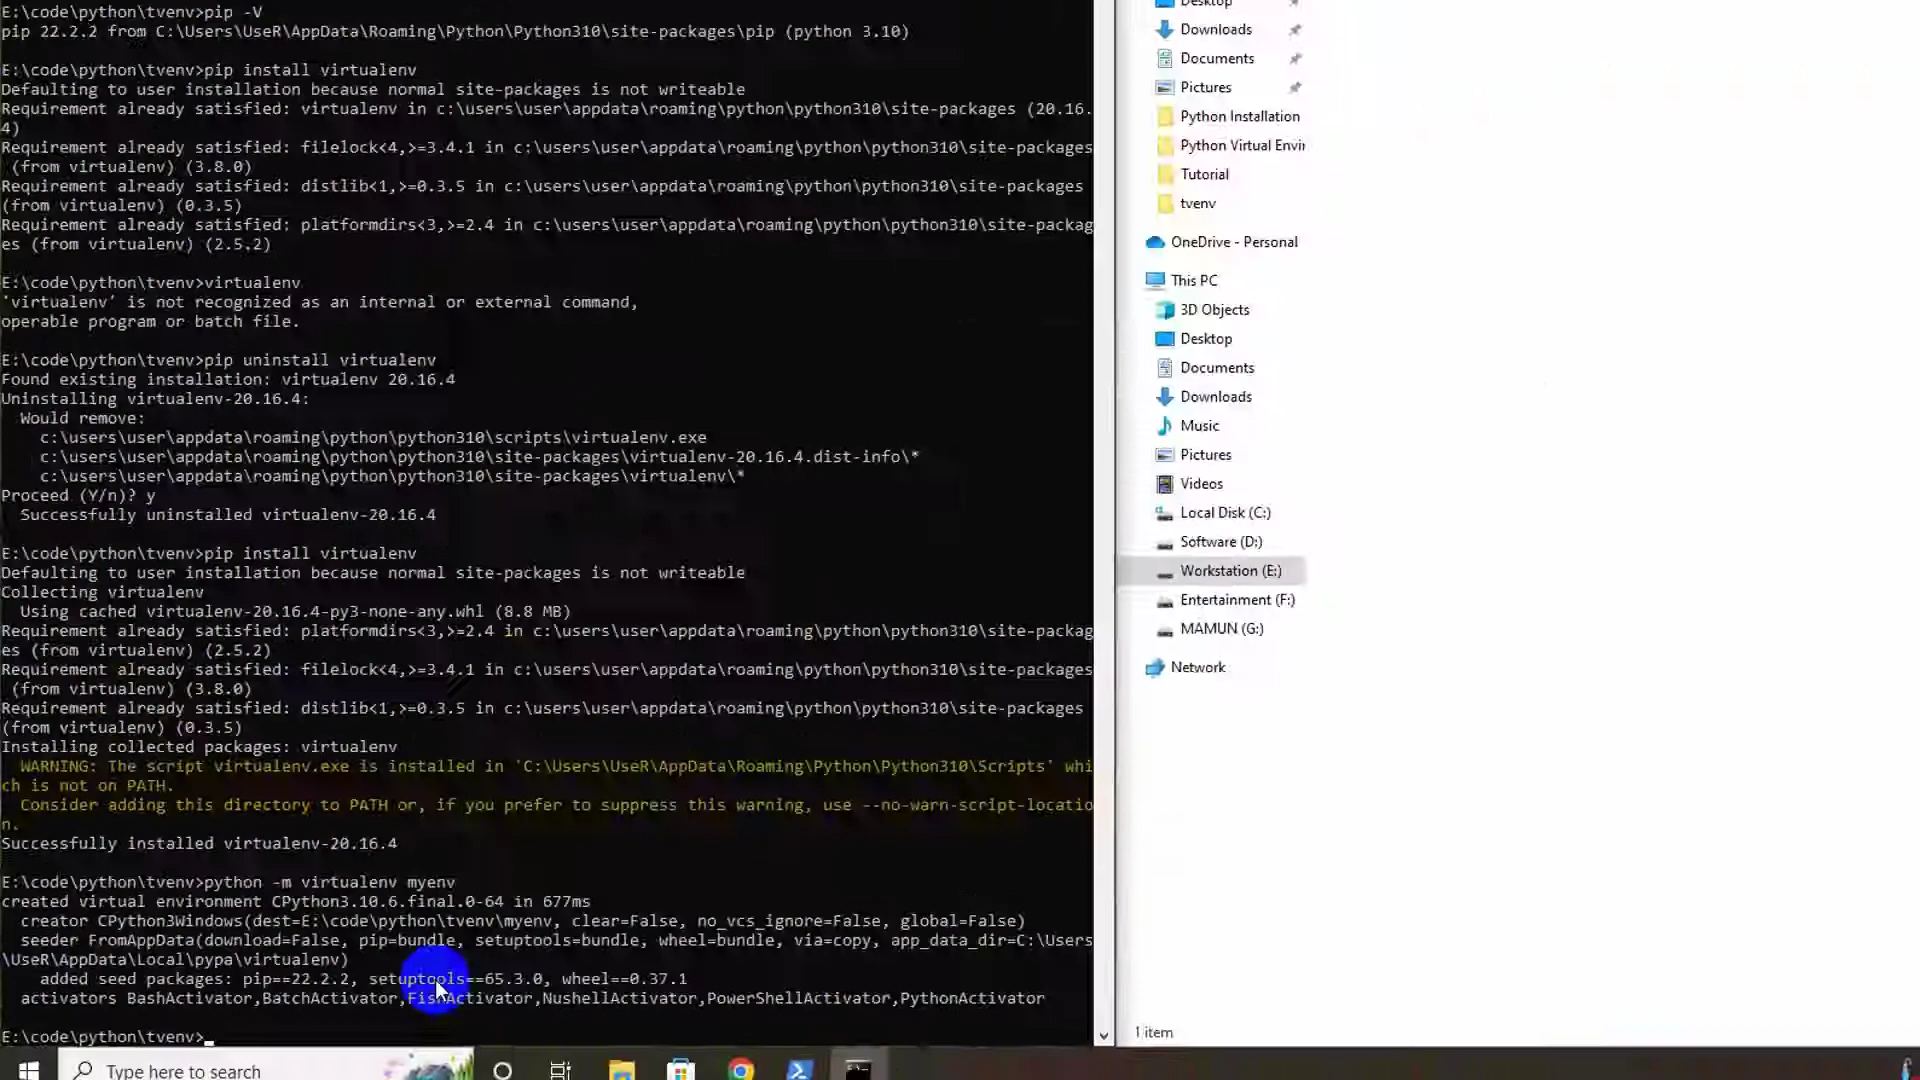 E:\code\python\tvenv>pip -V
pip 22.2.2 from C:\Users\UseR\AppData\Roaming\Python\Python310\site-packages\pip (python 3.10)
E:\code\python\tvenv>pip install virtualenv
Defaulting to user installation because normal site-packages is not writeable
Requirement already satisfied: virtualenv in c:\users\user\appdata\roaming\python\python310\site-packages (20.16.
4)
Requirement already satisfied: filelock<4,>=3.4.1 in c:\users\user\appdata\roaming\python\python310\site-packages
(from virtualenv) (3.8.0)
Requirement already satisfied: distlib<1,>=0.3.5 in c:\users\user\appdata\roaming\python\python310\site-packages
(from virtualenv) (0.3.5)
Requirement already satisfied: platformdirs<3,>=2.4 in c:\users\user\appdata\roaming\python\python310\site-packag
es (from virtualenv) (2.5.2)
E:\code\python\tvenv>virtualenv
'virtualenv' is not recognized as an internal or external command,
operable program or batch file.
E:\code\python\tvenv>pip uninstall virtualenv
Found existing installation: virtualenv 20.16.4
Uninstalling virtualenv-20.16.4:
Would remove:
c:\users\user\appdata\roaming\python\python310\scripts\virtualenv.exe
c:\users\user\appdata\roaming\python\python310\site-packages\virtualenv-20.16.4.dist-info\*
c:\users\user\appdata\roaming\python\python310\site-packages\virtualenv\*
Proceed (Y/n)? y
Successfully uninstalled virtualenv-20.16.4
E:\code\python\tvenv>pip install virtualenv
Defaulting to user installation because normal site-packages is not writeable
Collecting virtualenv
Using cached virtualenv-20.16.4-py3-none-any.whl (8.8 MB)
Requirement already satisfied: platformdirs<3,>=2.4 in c:\users\user\appdata\roaming\python\python310\site-packag
es (from virtualenv) (2.5.2)
Requirement already satisfied: filelock<4,>=3.4.1 in c:\users\user\appdata\roaming\python\python310\site-packages
(from virtualenv) (3.8.0)
Requirement already satisfied: distlib<1,>=0.3.5 in c:\users\user\appdata\roaming\python\python310\site-packages
(from virtualenv) (0.3.5)
Installing collected packages: virtualenv
WARNING: The script virtualenv.exe is installed in 'C:\Users\UseR\AppData\Roaming\Python\Python310\Scripts' whi
ch is not on PATH.
Consider adding this directory to PATH or, if you prefer to suppress this warning, use --no-warn-script-locatio
n.
Successfully installed virtualenv-20.16.4
E:\code\python\tvenv>python -m virtualenv myenv
created virtual environment CPython3.10.6.final.0-64 in 677ms
creator CPython3Windows(dest=E:\code\python\tvenv\myenv, clear=False, no_vcs_ignore=False, global=False)
seeder FromAppData(download=False, pip=bundle, setuptools=bundle, wheel=bundle, via=copy, app_data_dir=C:\Users
\UseR\AppData\Local\pypa\virtualenv)
added seed packages: pip==22.2.2, setuptools==65.3.0, wheel==0.37.1
activators BashActivator,BatchActivator,FishActivator,NushellActivator,PowerShellActivator,PythonActivator
E:\code\python\tvenv>
Desktop
Downloads
Documents
Pictures
Python Installation
Python Virtual Envir
Tutorial
tvenv
OneDrive - Personal
This PC
3D Objects
Desktop
Documents
Downloads
Music
Pictures
Videos
Local Disk (C:)
Software (D:)
Workstation (E:)
Entertainment (F:)
MAMUN (G:)
Network
1 item
Type here to search